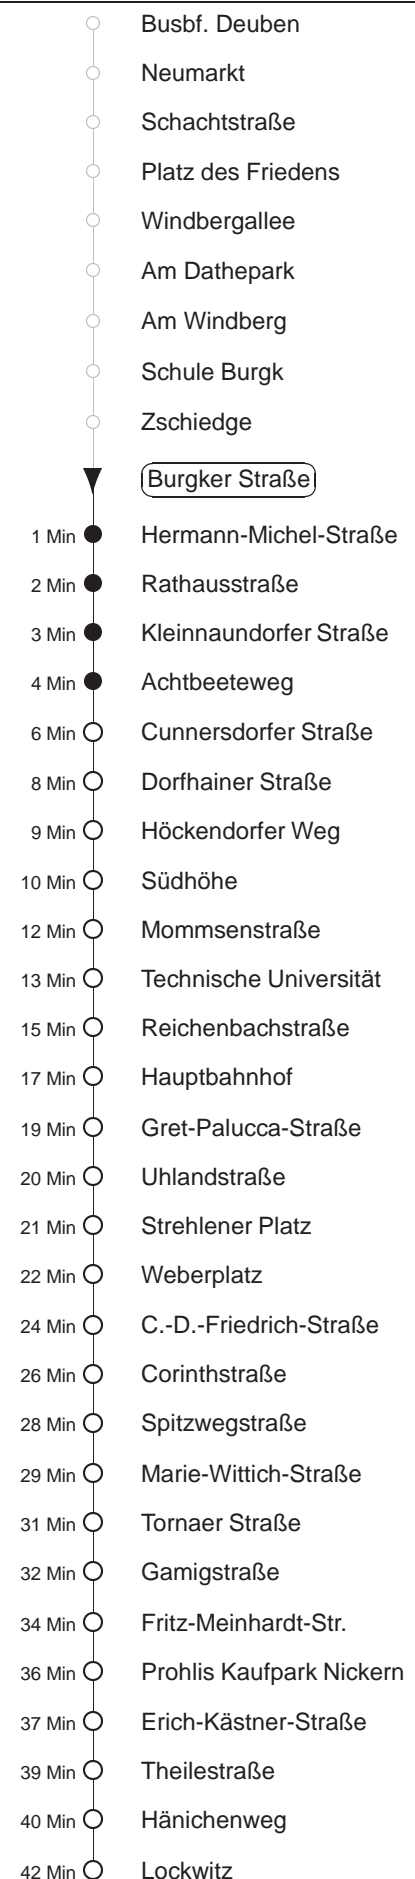 Busbf. Deuben
Neumarkt
Schachtstraße
Platz des Friedens
Windbergallee
Am Dathepark
Am Windberg
Schule Burgk
Zschiedge
Burgker Straße
1 Min Hermann-Michel-Straße
2 Min Rathausstraße
3 Min Kleinnaundorfer Straße
4 Min Achtbeeteweg
6 Min Cunnersdorfer Straße
8 Min Dorfhainer Straße
9 Min Höckendorfer Weg
10 Min Südhöhe
12 Min Mommsenstraße
13 Min Technische Universität
15 Min Reichenbachstraße
17 Min Hauptbahnhof
19 Min Gret-Palucca-Straße
20 Min Uhlandstraße
21 Min Strehlener Platz
22 Min Weberplatz
24 Min C.-D.-Friedrich-Straße
26 Min Corinthstraße
28 Min Spitzwegstraße
29 Min Marie-Wittich-Straße
31 Min Tornaer Straße
32 Min Gamigstraße
34 Min Fritz-Meinhardt-Str.
36 Min Prohlis Kaufpark Nickern
37 Min Erich-Kästner-Straße
39 Min Theilestraße
40 Min Hänichenweg
42 Min Lockwitz